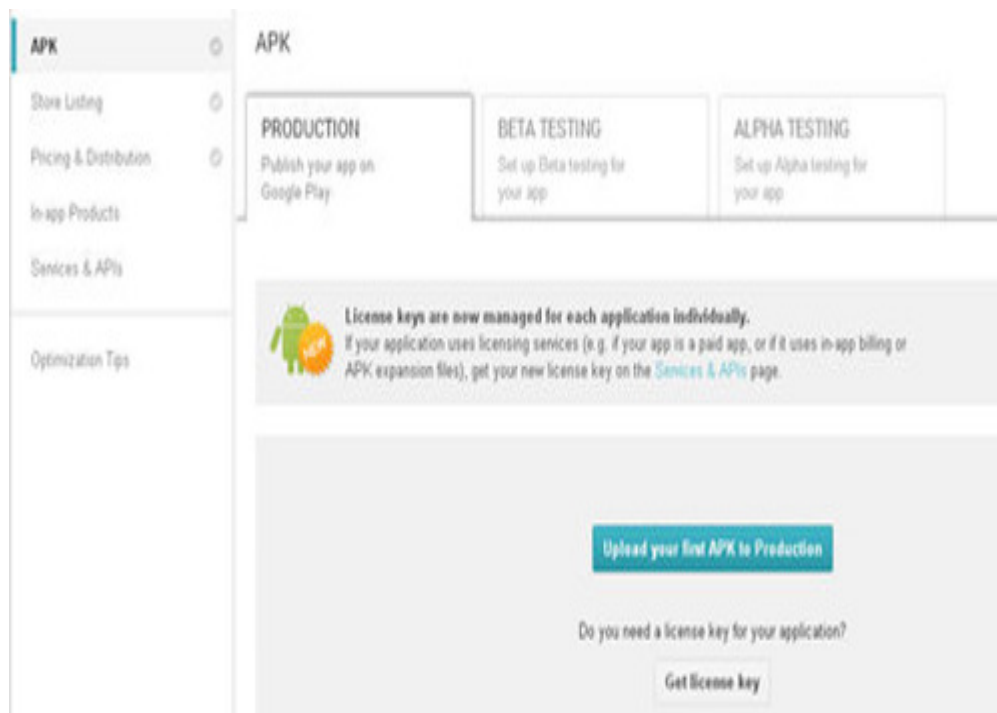 APK
Store Listing
Pricing & Distribution
In-app Products
Services & APIs
Optimization Tips
APK
PRODUCTION
Publish your app on
Google Play
BETA TESTING
Set up Beta testing for
your app
ALPHA TESTING
Set up Alpha testing for
your app
NEW
License keys are now managed for each application individually.
If your application uses licensing services (e.g. if your app is a paid app, or if it uses in-app billing or
APK expansion files), get your new license key on the Services & APIs page.
Upload your first APK to Production
Do you need a license key for your application?
Get license key